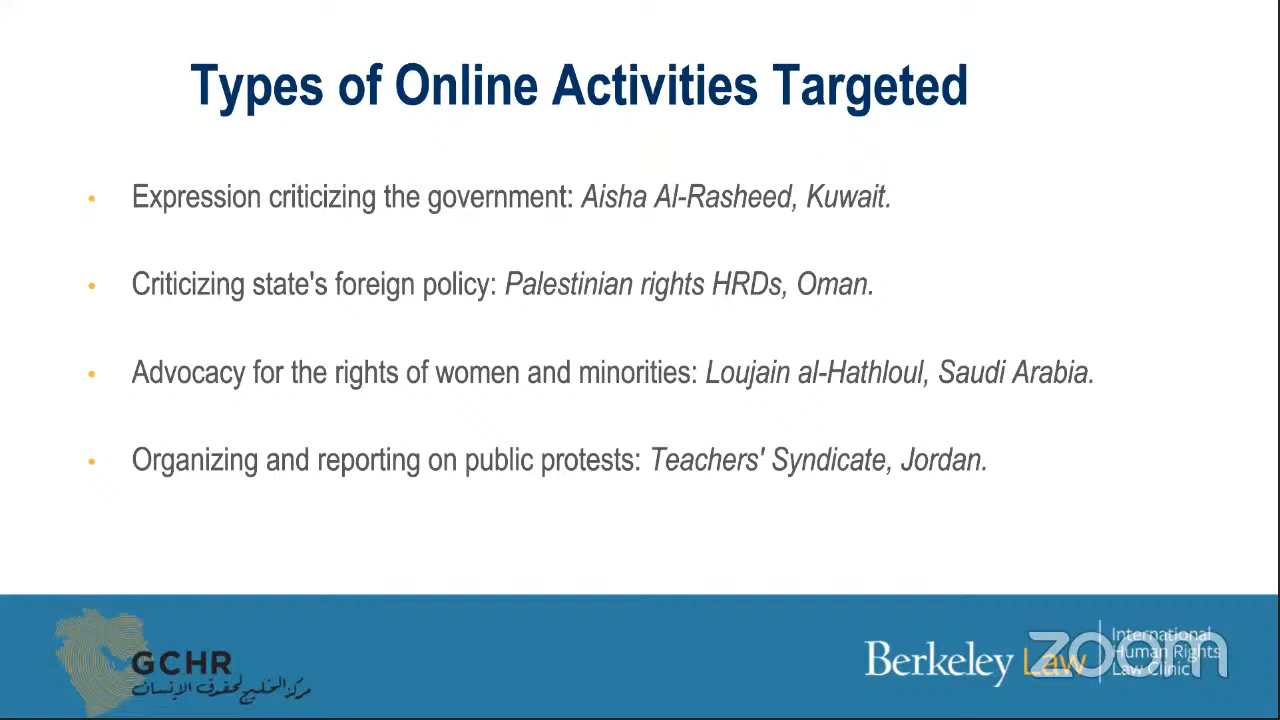 Types of Online Activities Targeted
• Expression criticizing the government: Aisha Al-Rasheed, Kuwait.
• Criticizing state's foreign policy: Palestinian rights HRDs, Oman.
• Advocacy for the rights of women and minorities: Loujain al-Hathloul, Saudi Arabia.
• Organizing and reporting on public protests: Teachers' Syndicate, Jordan.
GCHR
مركز الخليج لحقوق الإنسان
Berkeley Law
International
Human Rights
Law Clinic
zoom